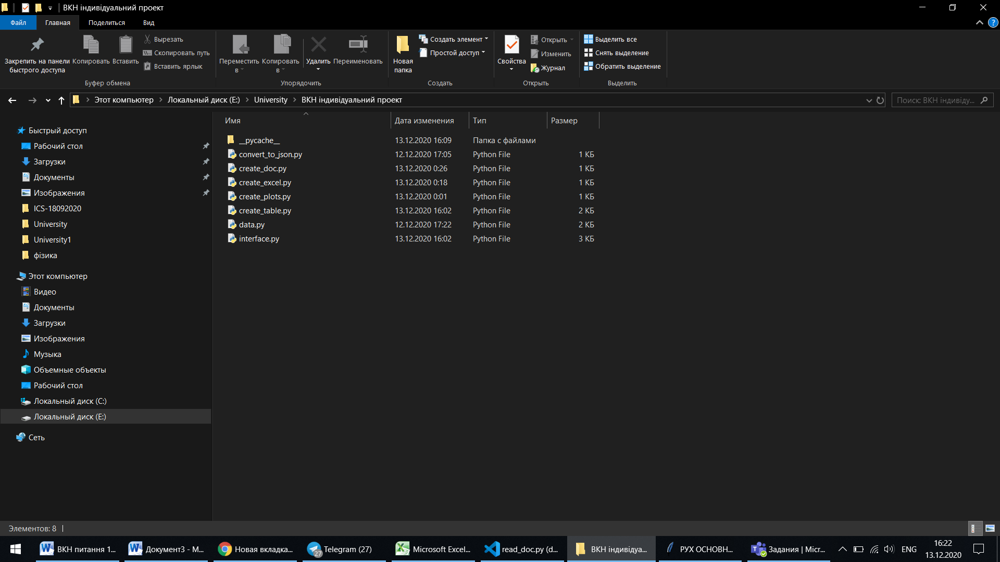 ВКН індивідуальний проект
Файл Главная Поделиться Вид
Закрепить на панели быстрого доступа
Копировать
Вставить
Вырезать
Скопировать путь
Вставить ярлык
Буфер обмена
Переместить в
Копировать в
Удалить
Переименовать
Упорядочить
Новая папка
Создать элемент
Простой доступ
Создать
Свойства
Открыть
Изменить
Журнал
Открыть
Выделить все
Снять выделение
Обратить выделение
Выделить
Этот компьютер Локальный диск (E:) University ВКН індивідуальний проект
Поиск: ВКН індивіду...
Быстрый доступ
Рабочий стол
Загрузки
Документы
Изображения
ICS-18092020
University
University1
фізика
Этот компьютер
Видео
Документы
Загрузки
Изображения
Музыка
Объемные объекты
Рабочий стол
Локальный диск (C:)
Локальный диск (E:)
Сеть
Имя Дата изменения Тип Размер
__pycache__ 13.12.2020 16:09 Папка с файлами
convert_to_json.py 12.12.2020 17:05 Python File 1 КБ
create_doc.py 13.12.2020 0:26 Python File 1 КБ
create_excel.py 13.12.2020 0:18 Python File 1 КБ
create_plots.py 13.12.2020 0:01 Python File 1 КБ
create_table.py 13.12.2020 16:02 Python File 2 КБ
data.py 12.12.2020 17:22 Python File 2 КБ
interface.py 13.12.2020 16:02 Python File 3 КБ
Элементов: 8
ВКН питання 1...
Документ3 - M...
Новая вкладка...
27 Telegram (27)
Microsoft Excel...
read_doc.py (d...
ВКН індивідуа...
РУХ ОСНОВН...
Задания | Micr...
ENG
16:22
13.12.2020